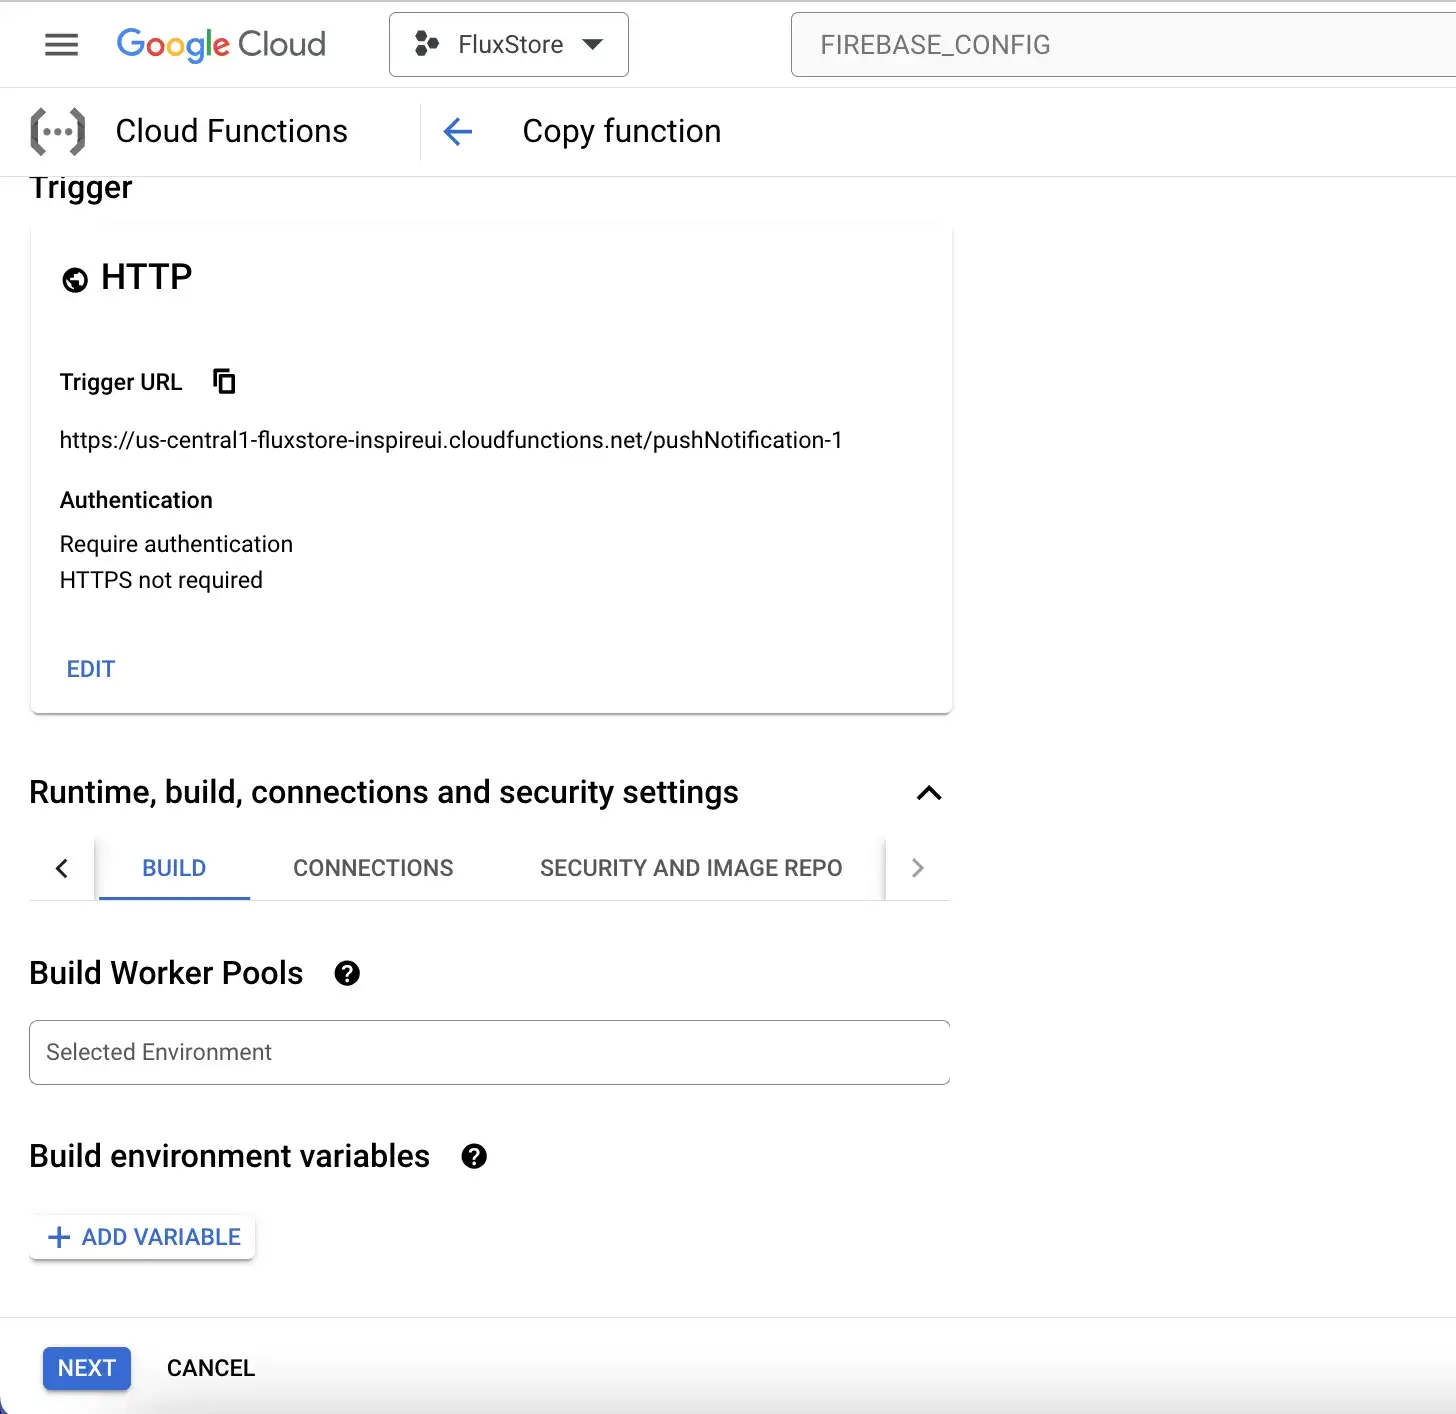 Google Cloud
FluxStore
FIREBASE_CONFIG
Cloud Functions
Copy function
Trigger
HTTP
Trigger URL
https://us-central1-fluxstore-inspireui.cloudfunctions.net/pushNotification-1
Authentication
Require authentication
HTTPS not required
EDIT
Runtime, build, connections and security settings
BUILD
CONNECTIONS
SECURITY AND IMAGE REPO
Build Worker Pools
Selected Environment
Build environment variables
ADD VARIABLE
NEXT
CANCEL